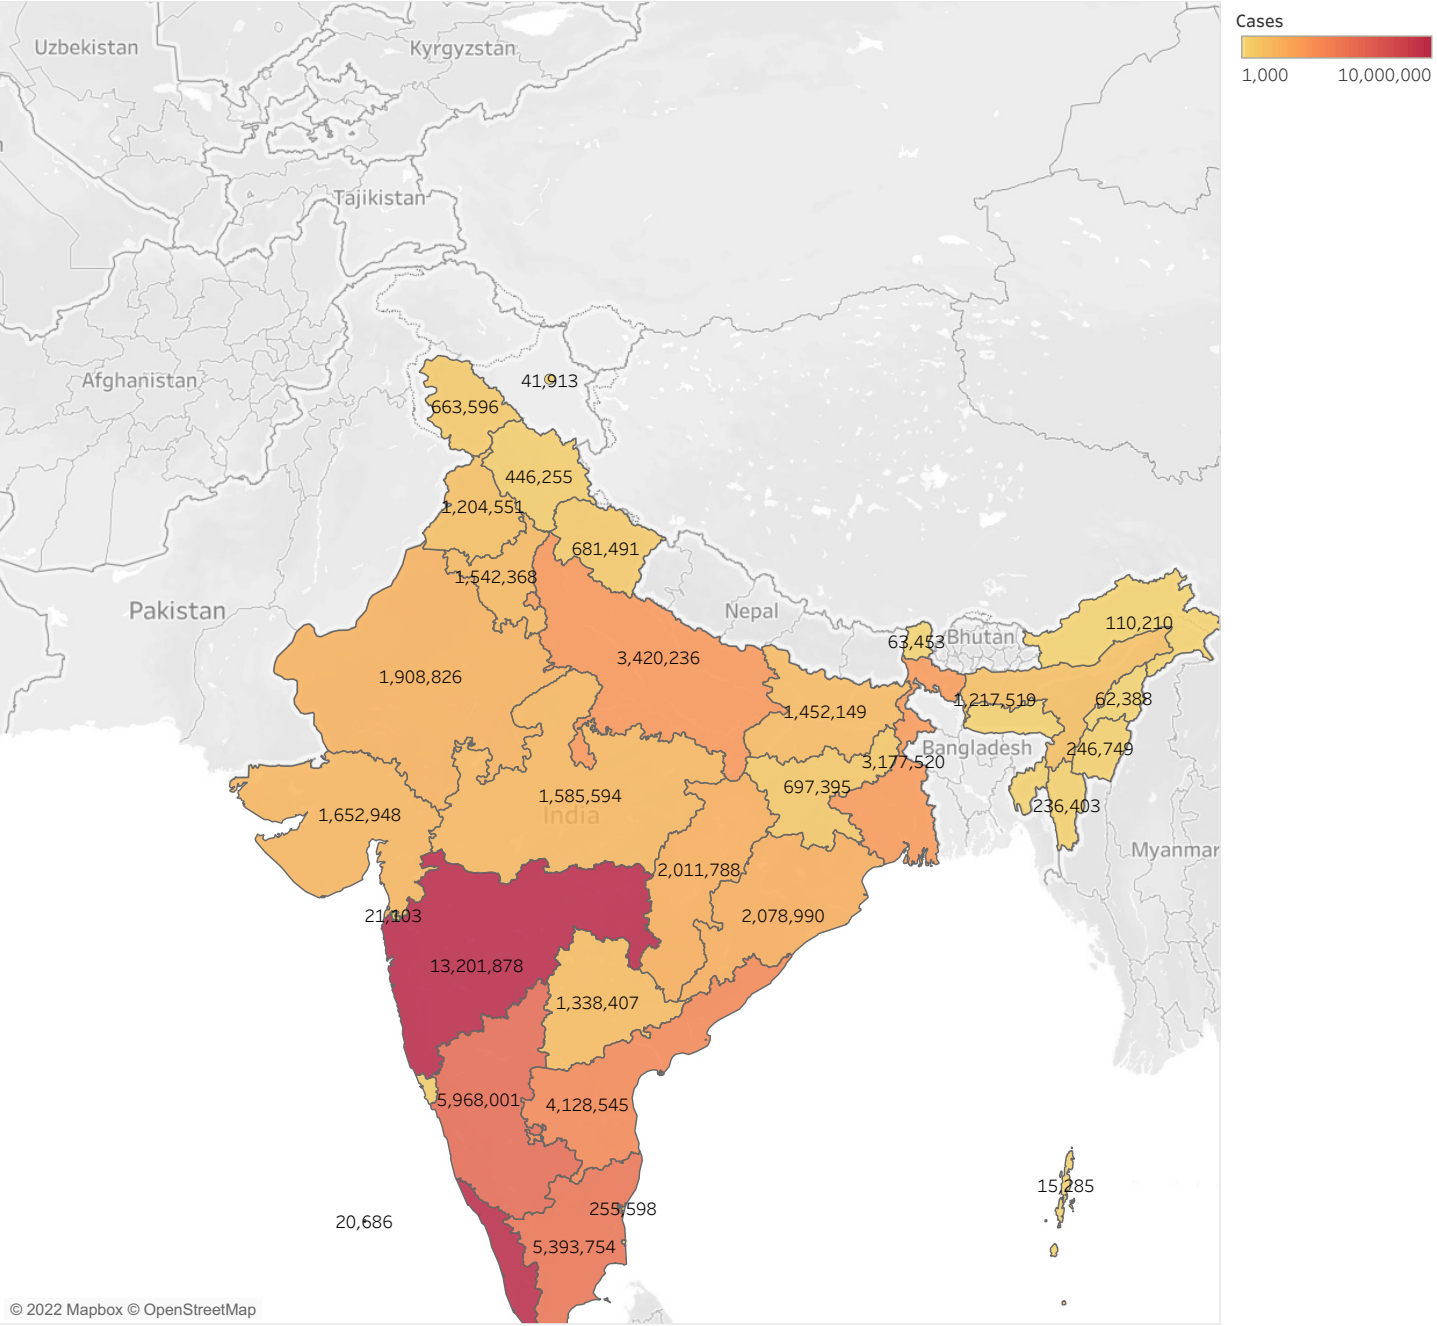 Cases
1,000 10,000,000
Uzbekistan
Kyrgyzstan
Tajikistan
Afghanistan
41,913
663,596
446,255
1,204,551
681,491
1,542,368
Pakistan
Nepal
110,210
63,453
Bhutan
3,420,236
1,908,826
1,217,519
62,388
1,452,149
Bangladesh
246,749
3,177,520
697,395
1,585,594
236,403
1,652,948
India
Myanmar
2,011,788
21,103
2,078,990
13,201,878
1,338,407
5,968,001
4,128,545
15,285
255,598
20,686
5,393,754
© 2022 Mapbox © OpenStreetMap